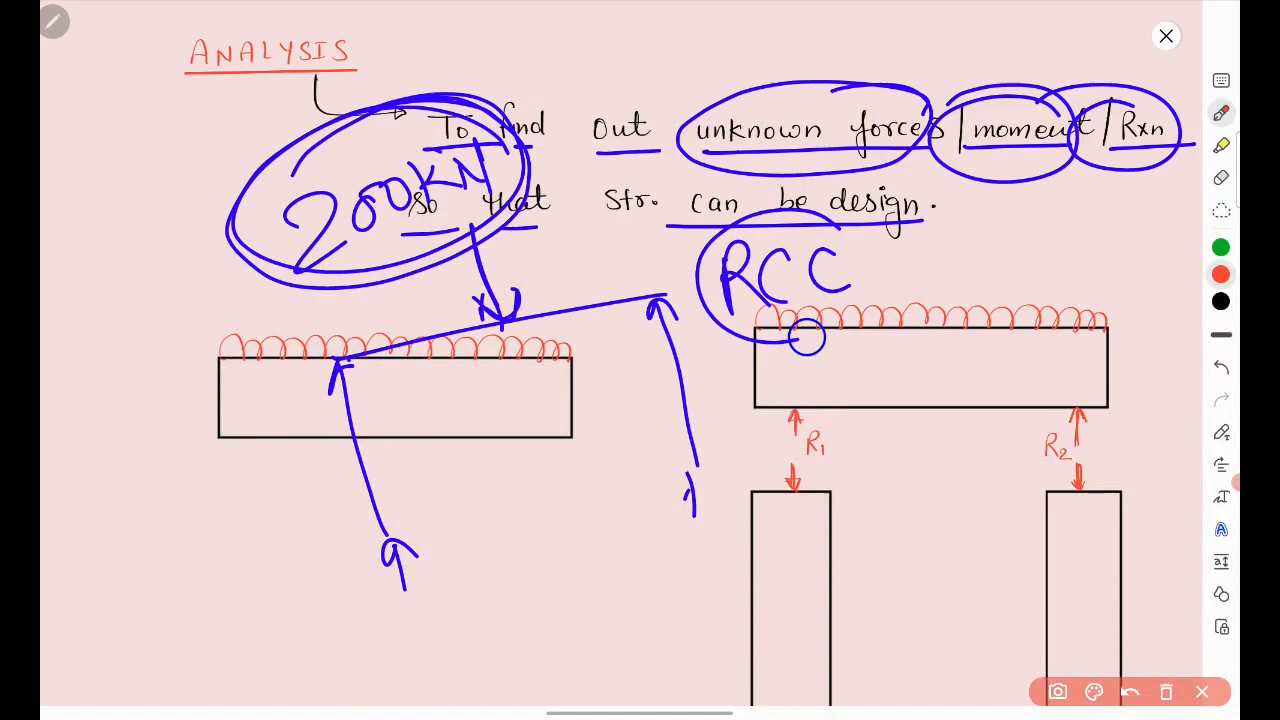 ANALYSIS
To find out unknown forces / moment / Rxn
200KN
so that Str. can be design.
RCC
R1
R2